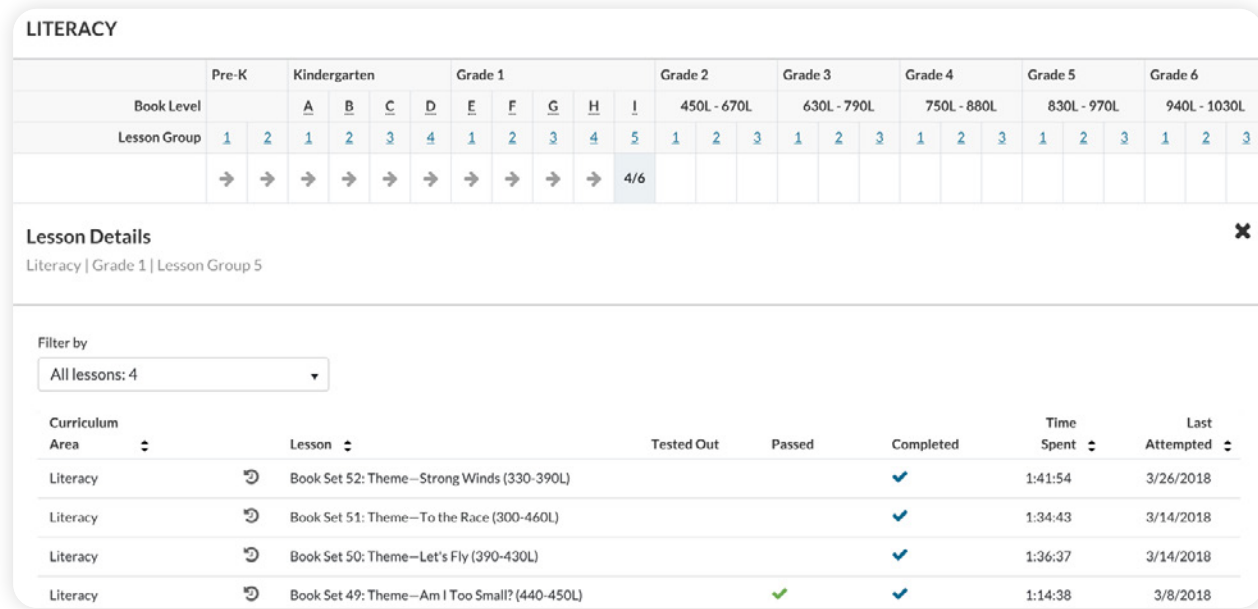 LITERACY
Pre-K Kindergarten Grade 1 Grade 2 Grade 3 Grade 4 Grade 5 Grade 6
Book Level A B C D E F G H I 450L - 670L 630L - 790L 750L - 880L 830L - 970L 940L - 1030L
Lesson Group 1 2 1 2 3 4 1 2 3 4 5 1 2 3 1 2 3 1 2 3 1 2 3 1 2 3
4/6
Lesson Details
Literacy | Grade 1 | Lesson Group 5
Filter by
All lessons: 4
Curriculum Area Lesson Tested Out Passed Completed Time Spent Last Attempted
Literacy Book Set 52: Theme—Strong Winds (330-390L) 1:41:54 3/26/2018
Literacy Book Set 51: Theme—To the Race (300-460L) 1:34:43 3/14/2018
Literacy Book Set 50: Theme—Let's Fly (390-430L) 1:36:37 3/14/2018
Literacy Book Set 49: Theme—Am I Too Small? (440-450L) 1:14:38 3/8/2018